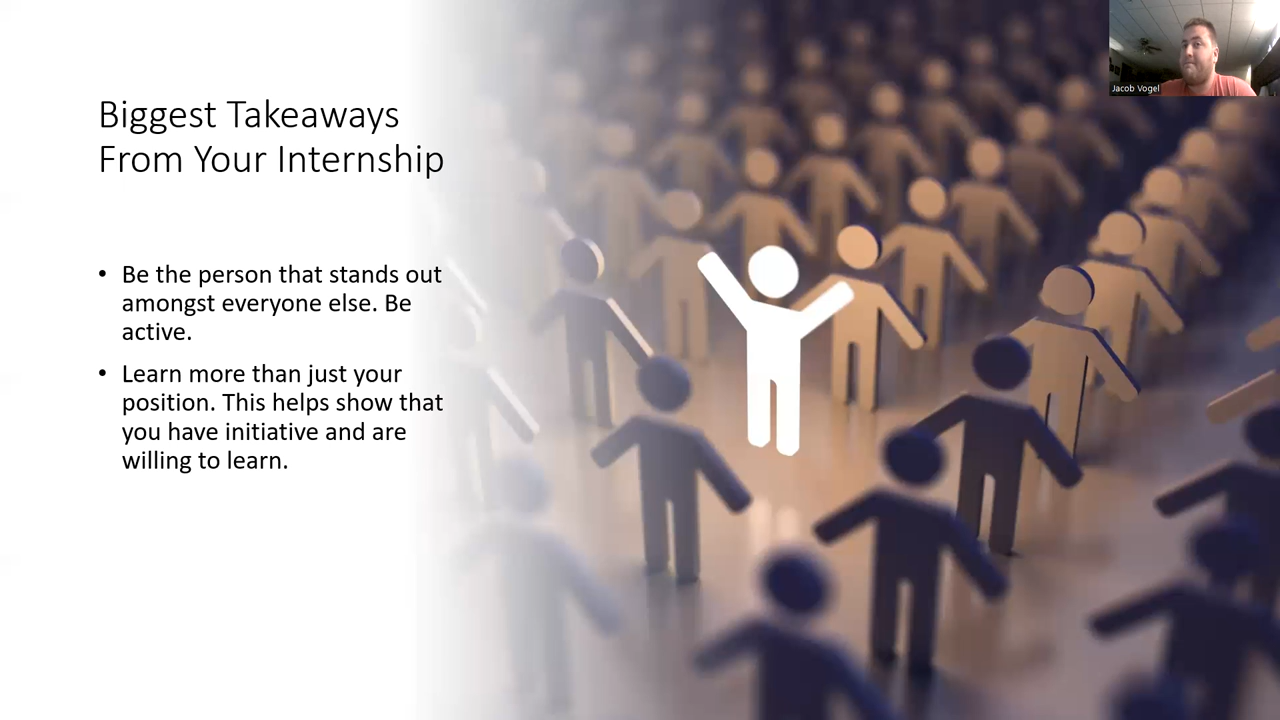 Biggest Takeaways
From Your Internship
• Be the person that stands out
amongst everyone else. Be
active.
• Learn more than just your
position. This helps show that
you have initiative and are
willing to learn.
Jacob Vogel